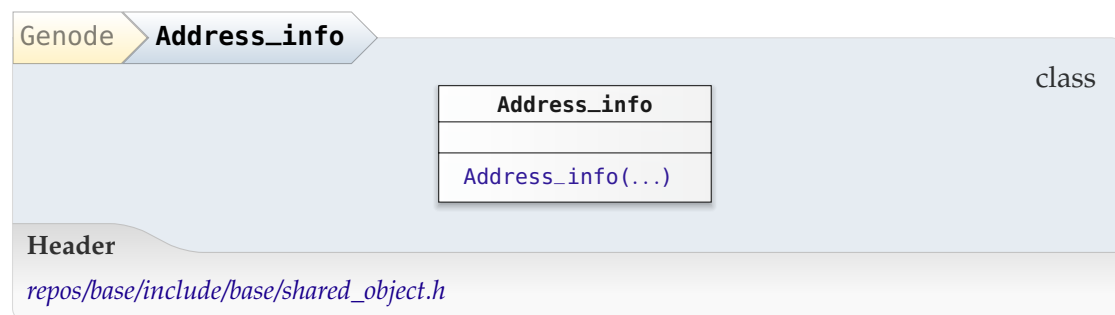 Genode Address_info
class
Address_info
Address_info(...)
Header
repos/base/include/base/shared_object.h